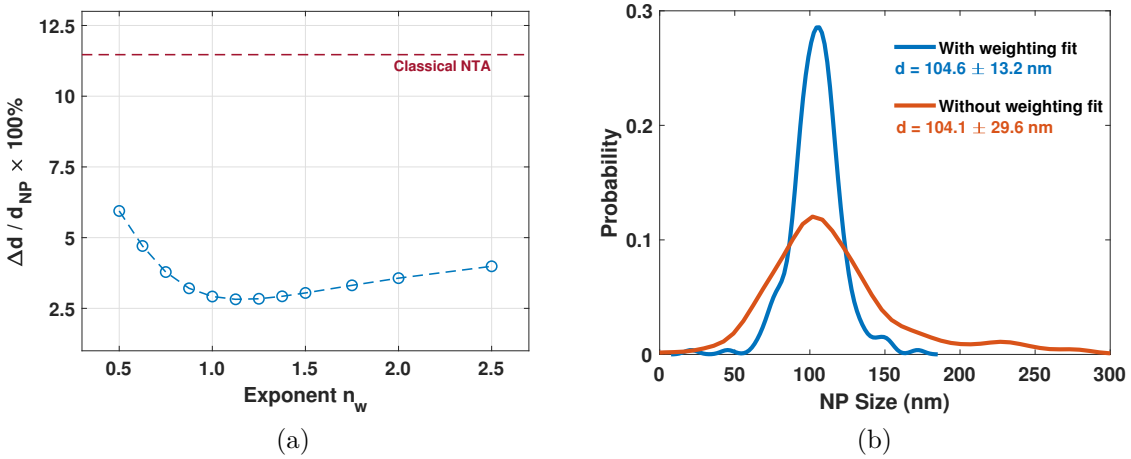 12.5
11
7.5
5
2.5
0.5
1.0
1.5
2.0
2.5
Δd / d_NP × 100%
Exponent n_w
Classical NTA
(a)
0.3
0.2
0.1
0
0
50
100
150
200
250
300
Probability
NP Size (nm)
With weighting fit
d = 104.6 ± 13.2 nm
Without weighting fit
d = 104.1 ± 29.6 nm
(b)